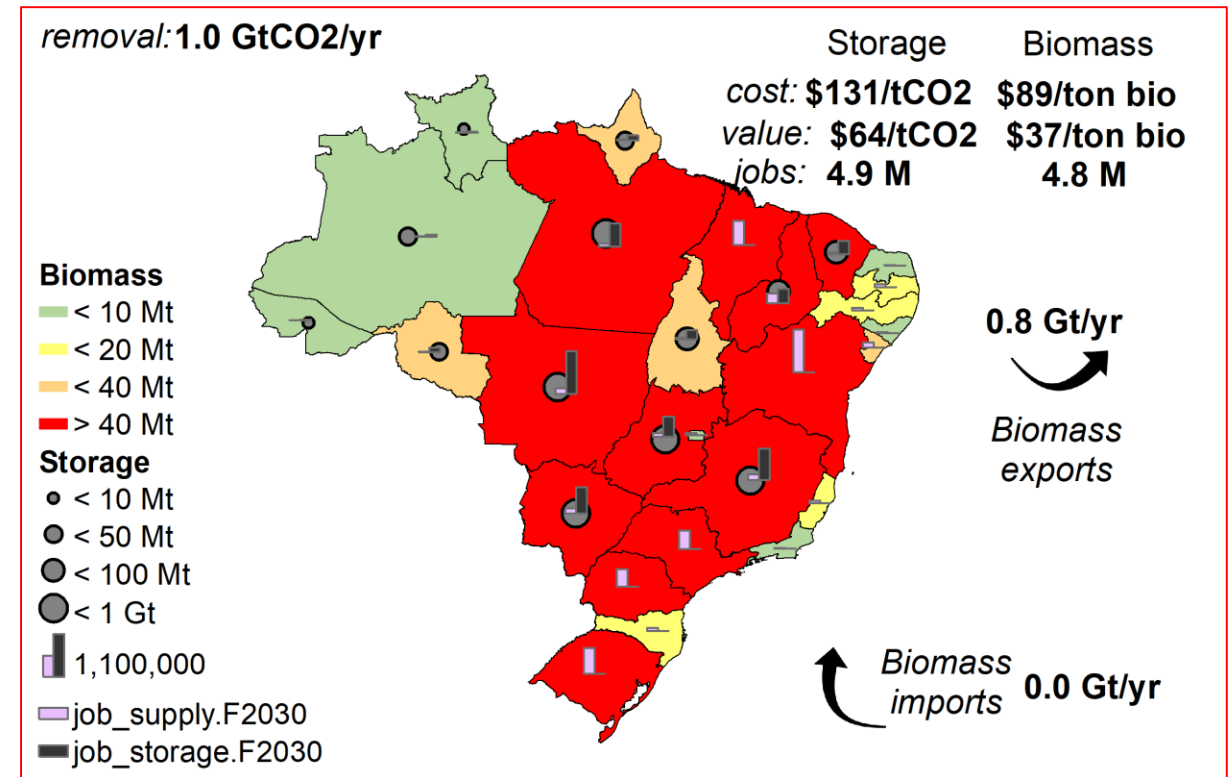 removal: 1.0 GtCO2/yr
Storage Biomass
cost: $131/tCO2 $89/ton bio
value: $64/tCO2 $37/ton bio
jobs: 4.9 M 4.8 M
Biomass
< 10 Mt
< 20 Mt
< 40 Mt
> 40 Mt
Storage
< 10 Mt
< 50 Mt
< 100 Mt
< 1 Gt
1,100,000
job_supply.F2030
job_storage.F2030
0.8 Gt/yr
Biomass
exports
Biomass
imports 0.0 Gt/yr